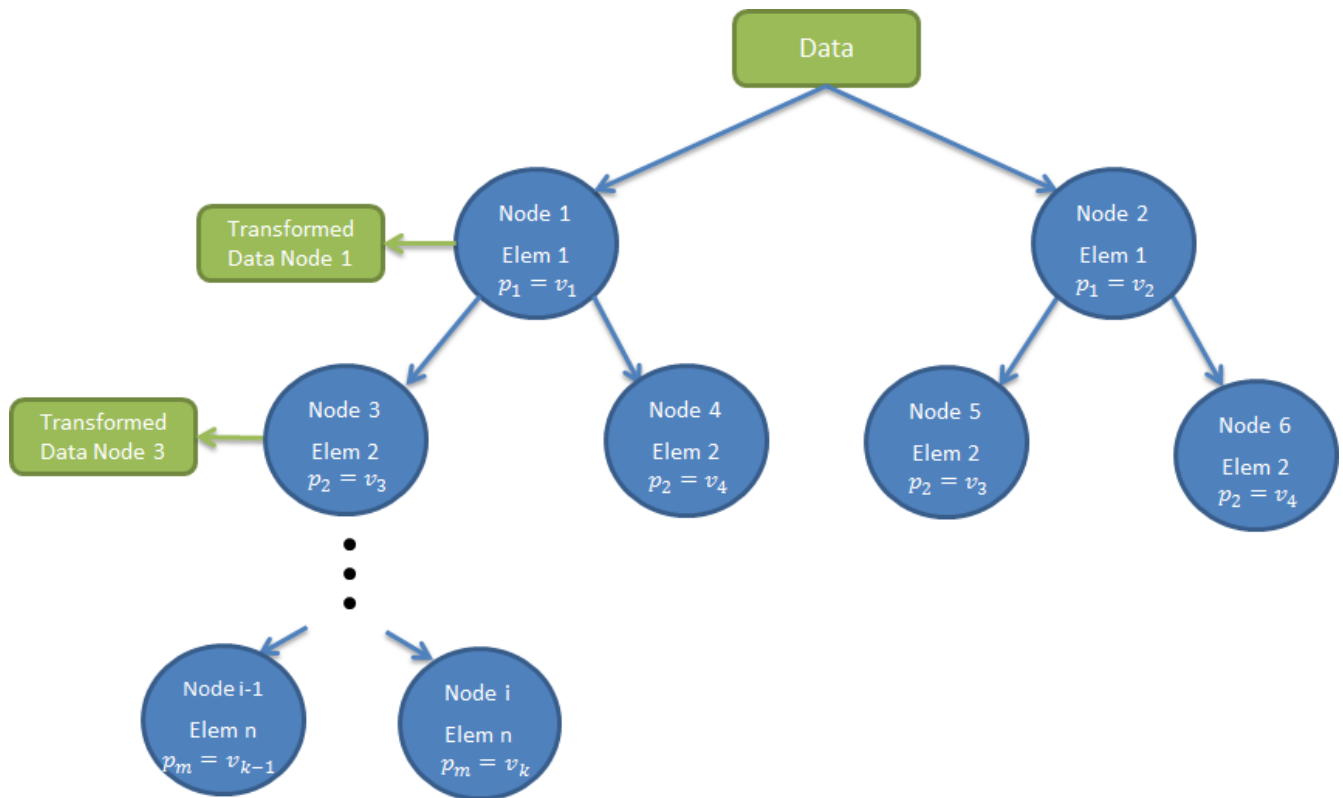 Data
Node 1
Elem 1
p₁ = v₁
Node 2
Elem 1
p₁ = v₂
Transformed
Data Node 1
Node 3
Elem 2
p₂ = v₃
Node 4
Elem 2
p₂ = v₄
Node 5
Elem 2
p₂ = v₃
Node 6
Elem 2
p₂ = v₄
Transformed
Data Node 3
Node i-1
Elem n
pₘ = vₖ₋₁
Node i
Elem n
pₘ = vₖ